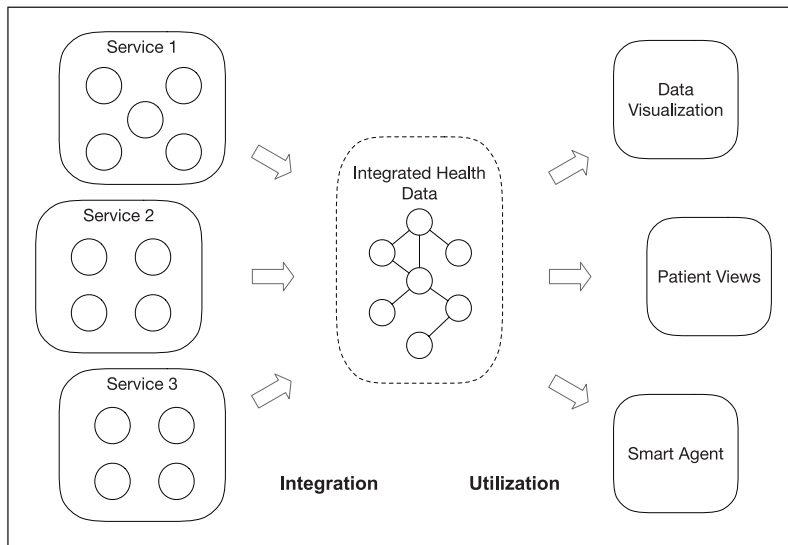 Service 1
Service 2
Service 3
Integrated Health
Data
Integration
Utilization
Data
Visualization
Patient Views
Smart Agent